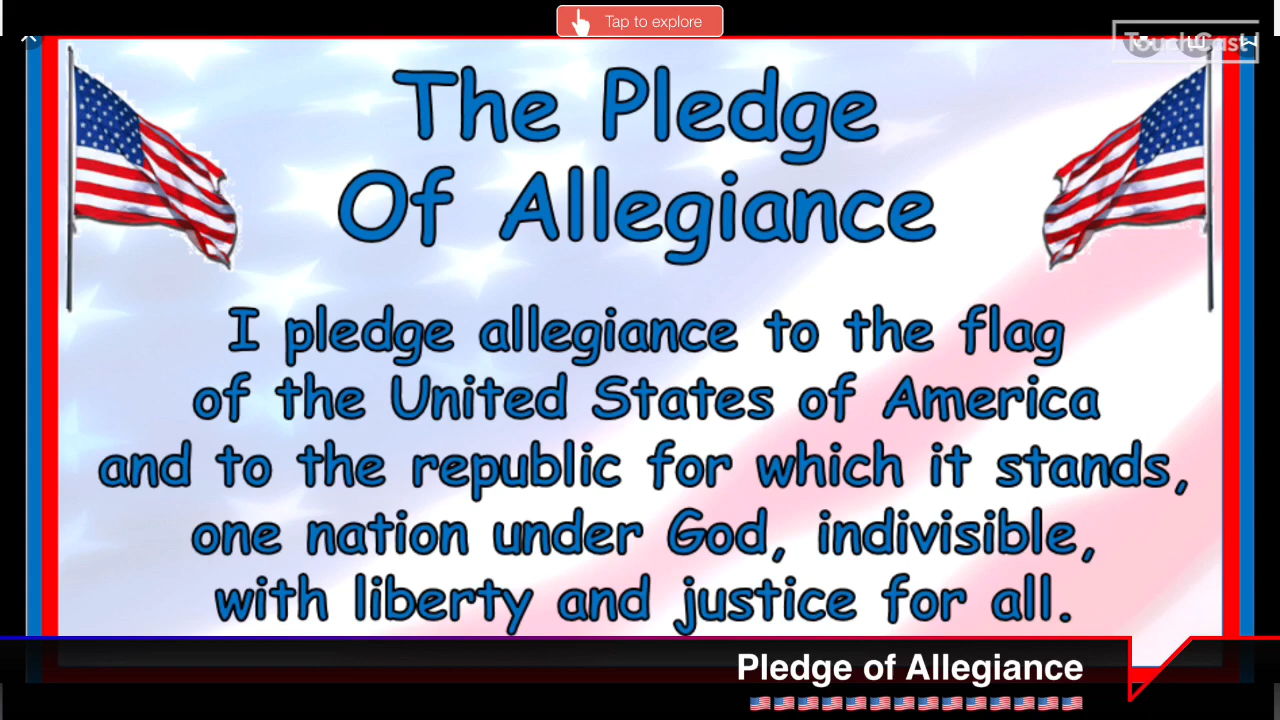 Tap to explore
TouchCast
The Pledge
Of Allegiance
I pledge allegiance to the flag
of the United States of America
and to the republic for which it stands,
one nation under God, indivisible,
with liberty and justice for all.
Pledge of Allegiance